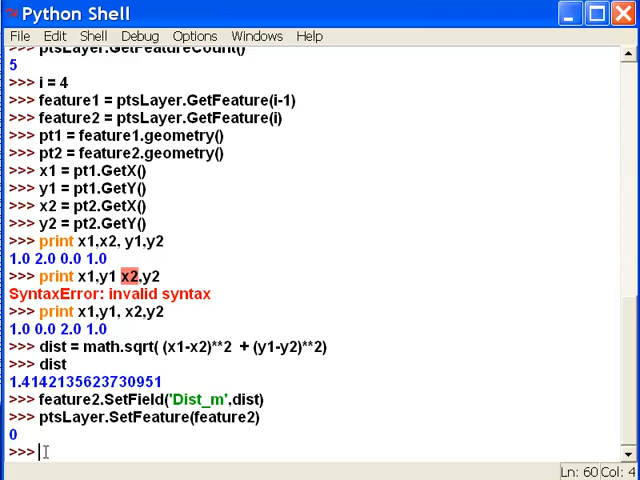 Python Shell
File Edit Shell Debug Options Windows Help
ptsLayer.GetFeatureCount()
5
>>> i = 4
>>> feature1 = ptsLayer.GetFeature(i-1)
>>> feature2 = ptsLayer.GetFeature(i)
>>> pt1 = feature1.geometry()
>>> pt2 = feature2.geometry()
>>> x1 = pt1.GetX()
>>> y1 = pt1.GetY()
>>> x2 = pt2.GetX()
>>> y2 = pt2.GetY()
>>> print x1,x2, y1,y2
1.0 2.0 0.0 1.0
>>> print x1,y1 x2,y2
SyntaxError: invalid syntax
>>> print x1,y1, x2,y2
1.0 0.0 2.0 1.0
>>> dist = math.sqrt( (x1-x2)**2 + (y1-y2)**2)
>>> dist
1.4142135623730951
>>> feature2.SetField('Dist_m',dist)
>>> ptsLayer.SetFeature(feature2)
0
>>>
Ln: 60 Col: 4